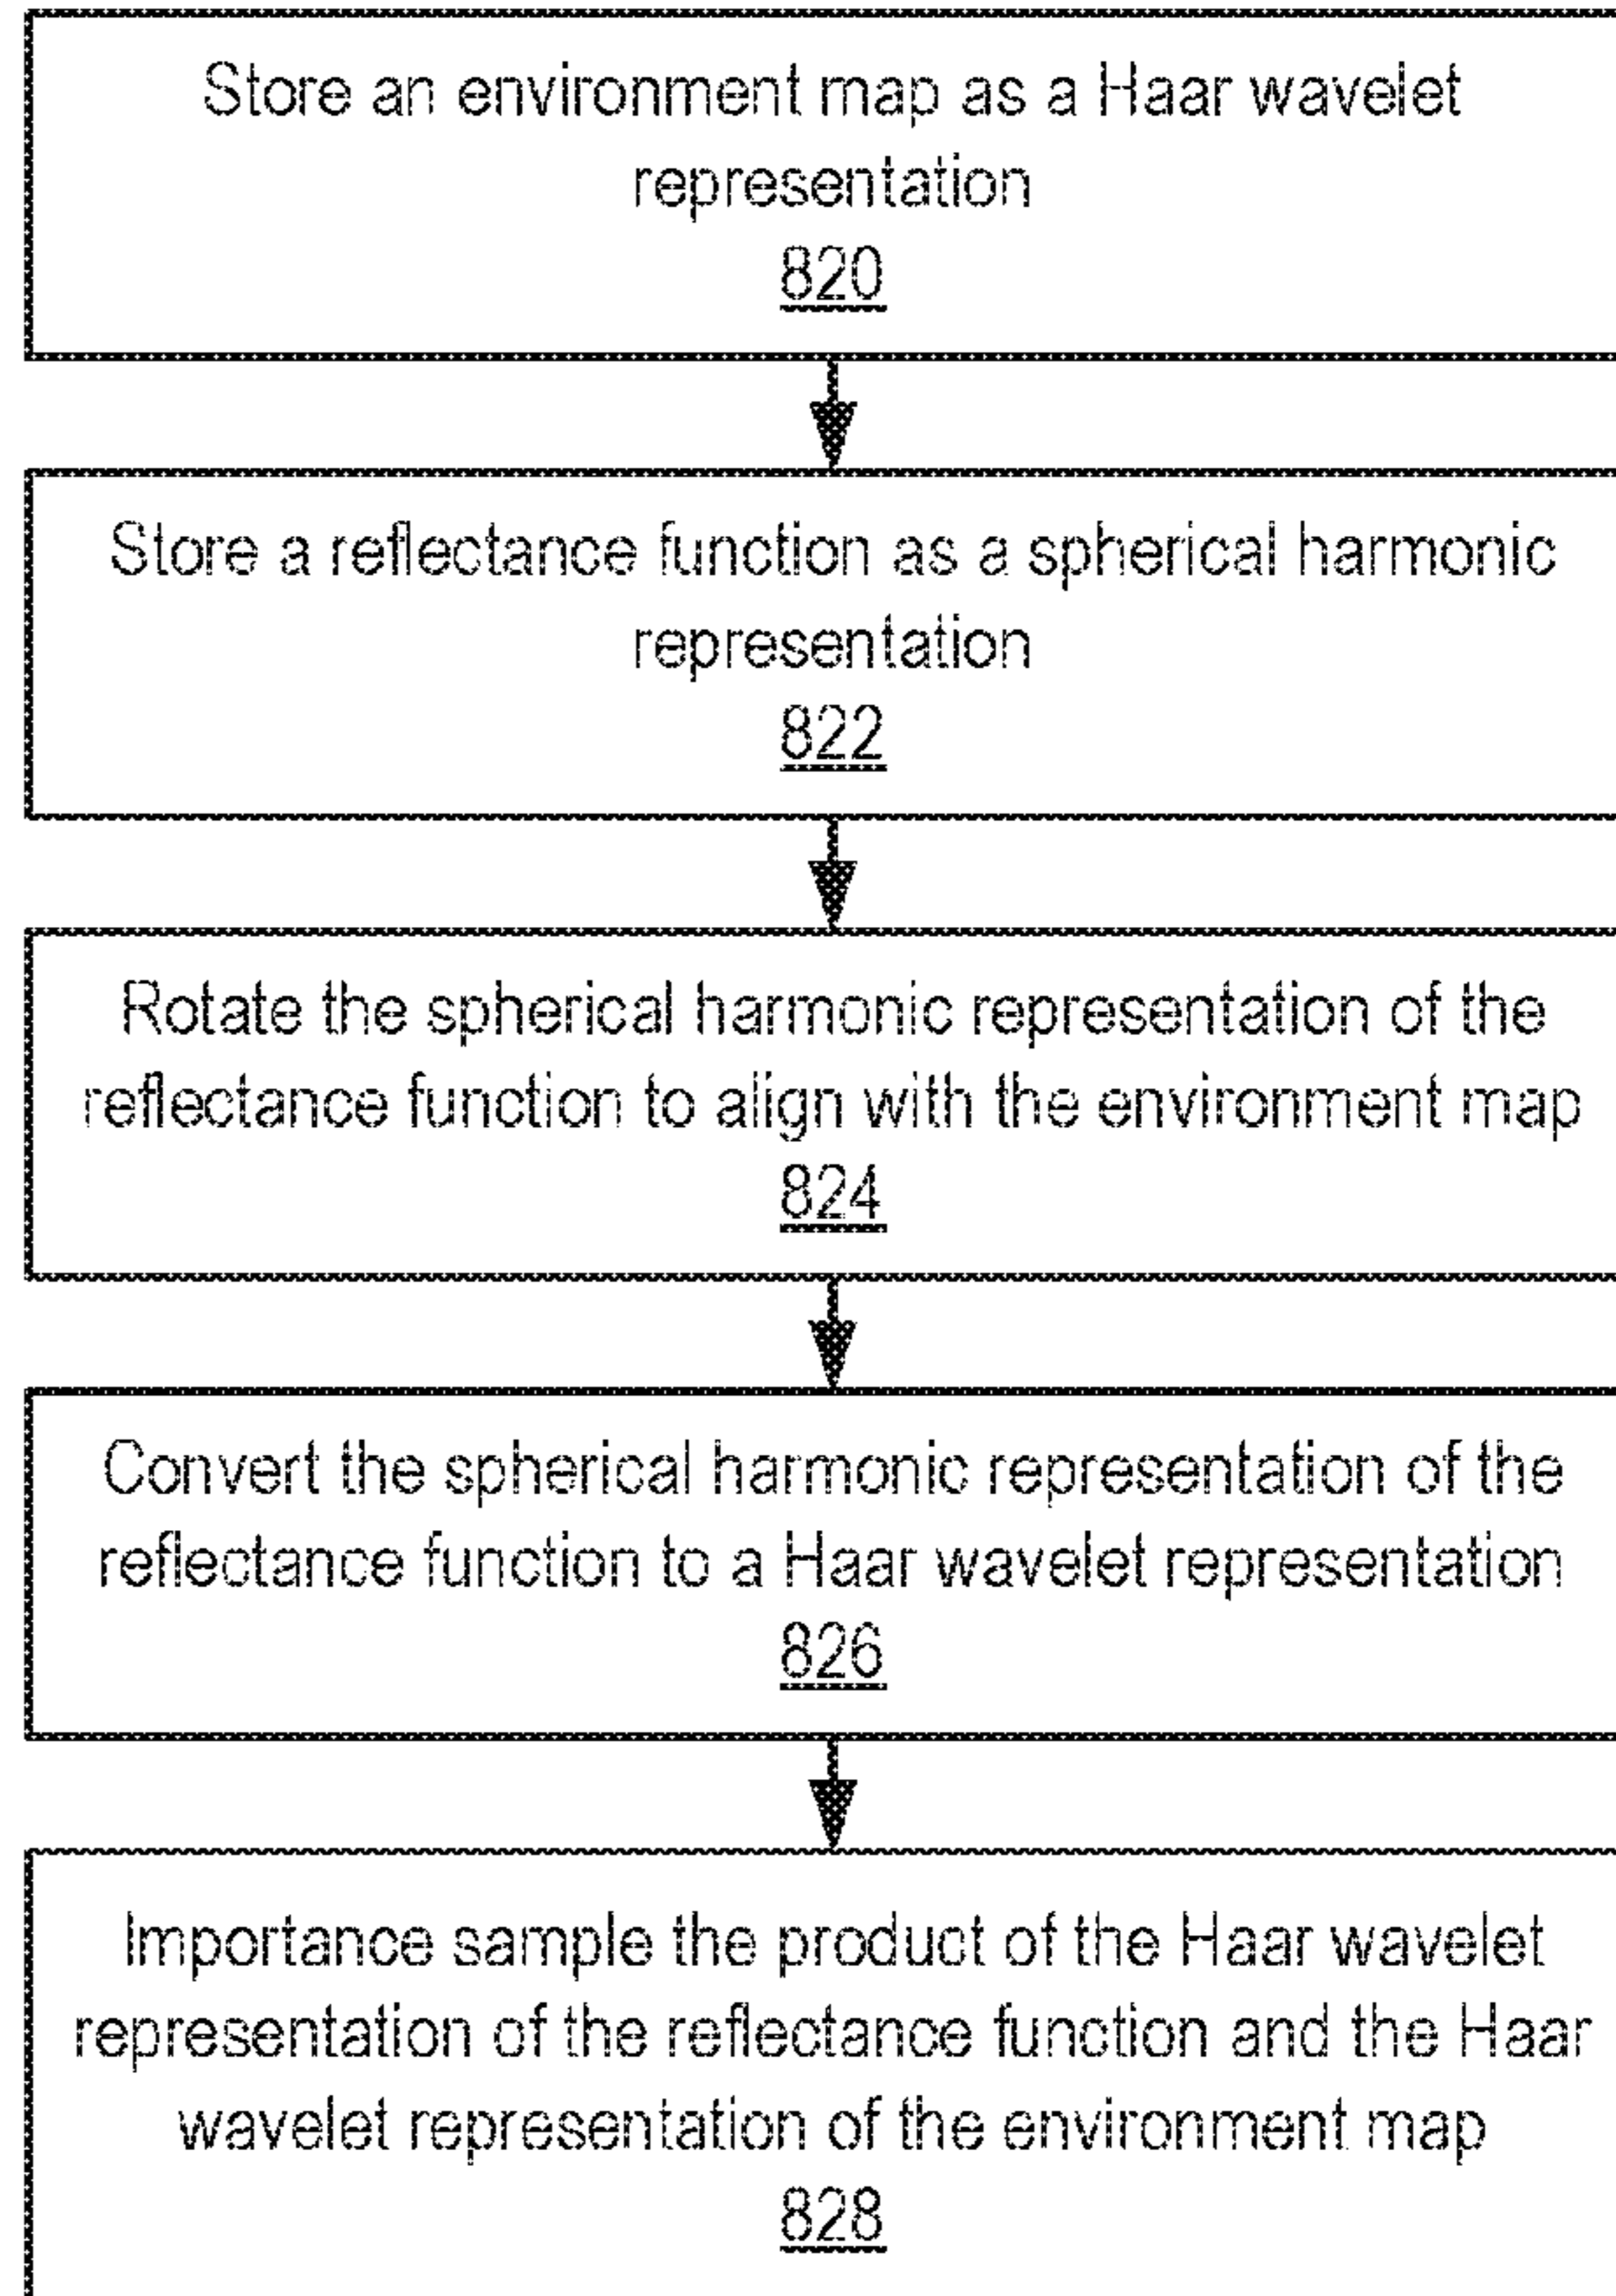 Store an environment map as a Haar wavelet
representation
820
Store a reflectance function as a spherical harmonic
representation
822
Rotate the spherical harmonic representation of the
reflectance function to align with the environment map
824
Convert the spherical harmonic representation of the
reflectance function to a Haar wavelet representation
826
Importance sample the product of the Haar wavelet
representation of the reflectance function and the Haar
wavelet representation of the environment map
828